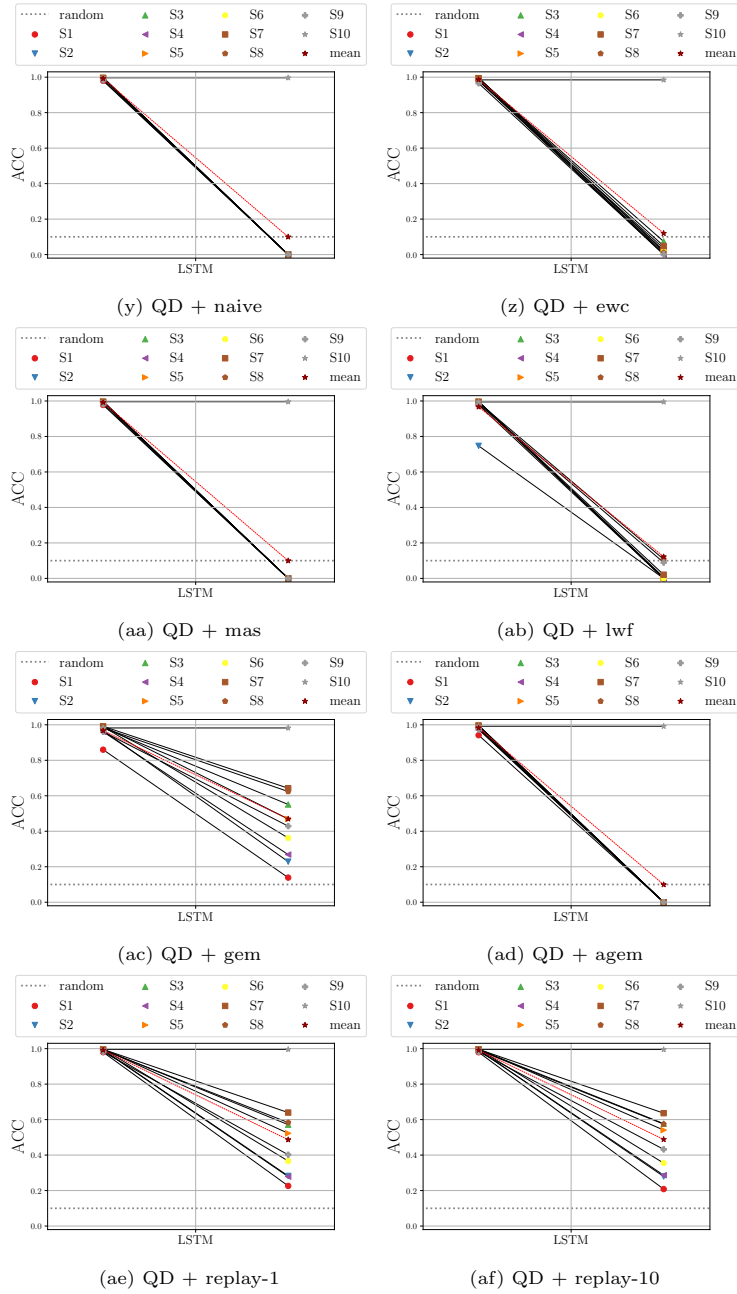 random S3 S6 S9
S1 S4 S7 S10
S2 S5 S8 mean
1.0
0.8
0.6
0.4
0.2
0.0
ACC
LSTM
(y) QD + naive
random S3 S6 S9
S1 S4 S7 S10
S2 S5 S8 mean
1.0
0.8
0.6
0.4
0.2
0.0
ACC
LSTM
(z) QD + ewc
random S3 S6 S9
S1 S4 S7 S10
S2 S5 S8 mean
1.0
0.8
0.6
0.4
0.2
0.0
ACC
LSTM
(aa) QD + mas
random S3 S6 S9
S1 S4 S7 S10
S2 S5 S8 mean
1.0
0.8
0.6
0.4
0.2
0.0
ACC
LSTM
(ab) QD + lwf
random S3 S6 S9
S1 S4 S7 S10
S2 S5 S8 mean
1.0
0.8
0.6
0.4
0.2
0.0
ACC
LSTM
(ac) QD + gem
random S3 S6 S9
S1 S4 S7 S10
S2 S5 S8 mean
1.0
0.8
0.6
0.4
0.2
0.0
ACC
LSTM
(ad) QD + agem
random S3 S6 S9
S1 S4 S7 S10
S2 S5 S8 mean
1.0
0.8
0.6
0.4
0.2
0.0
ACC
LSTM
(ae) QD + replay-1
random S3 S6 S9
S1 S4 S7 S10
S2 S5 S8 mean
1.0
0.8
0.6
0.4
0.2
0.0
ACC
LSTM
(af) QD + replay-10